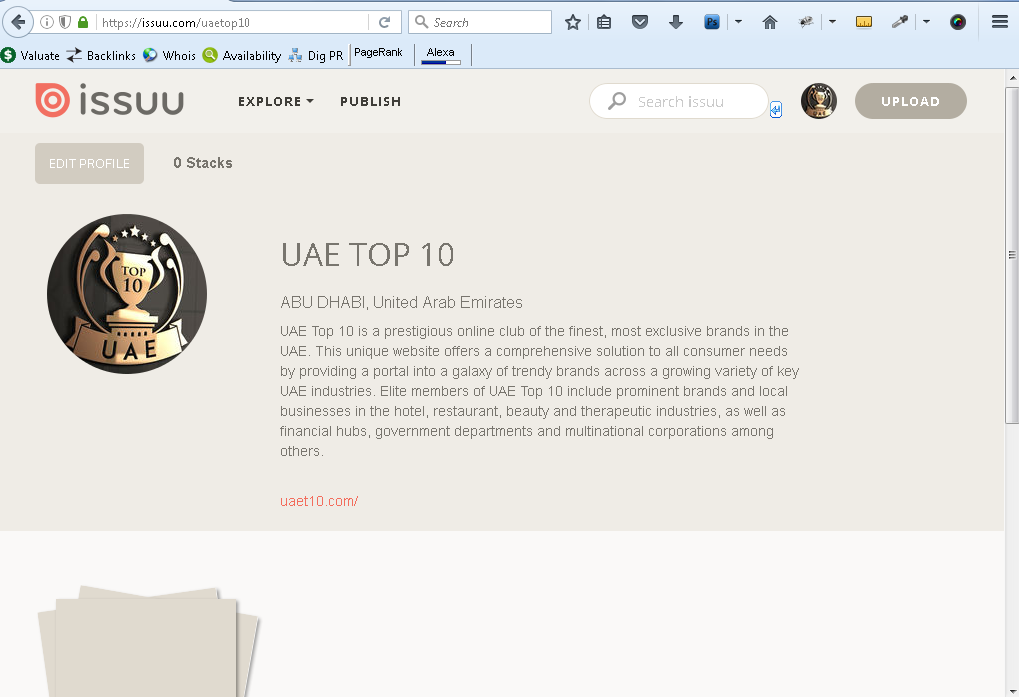 https://issuu.com/uaetop10
Search
Ps
Valuate Backlinks Whois Availability Dig PR PageRank Alexa
issuu
EXPLORE PUBLISH
Search issuu
UPLOAD
EDIT PROFILE
0 Stacks
TOP
10
UAE
UAE TOP 10
ABU DHABI, United Arab Emirates
UAE Top 10 is a prestigious online club of the finest, most exclusive brands in the
UAE. This unique website offers a comprehensive solution to all consumer needs
by providing a portal into a galaxy of trendy brands across a growing variety of key
UAE industries. Elite members of UAE Top 10 include prominent brands and local
businesses in the hotel, restaurant, beauty and therapeutic industries, as well as
financial hubs, government departments and multinational corporations among
others.
uaet10.com/